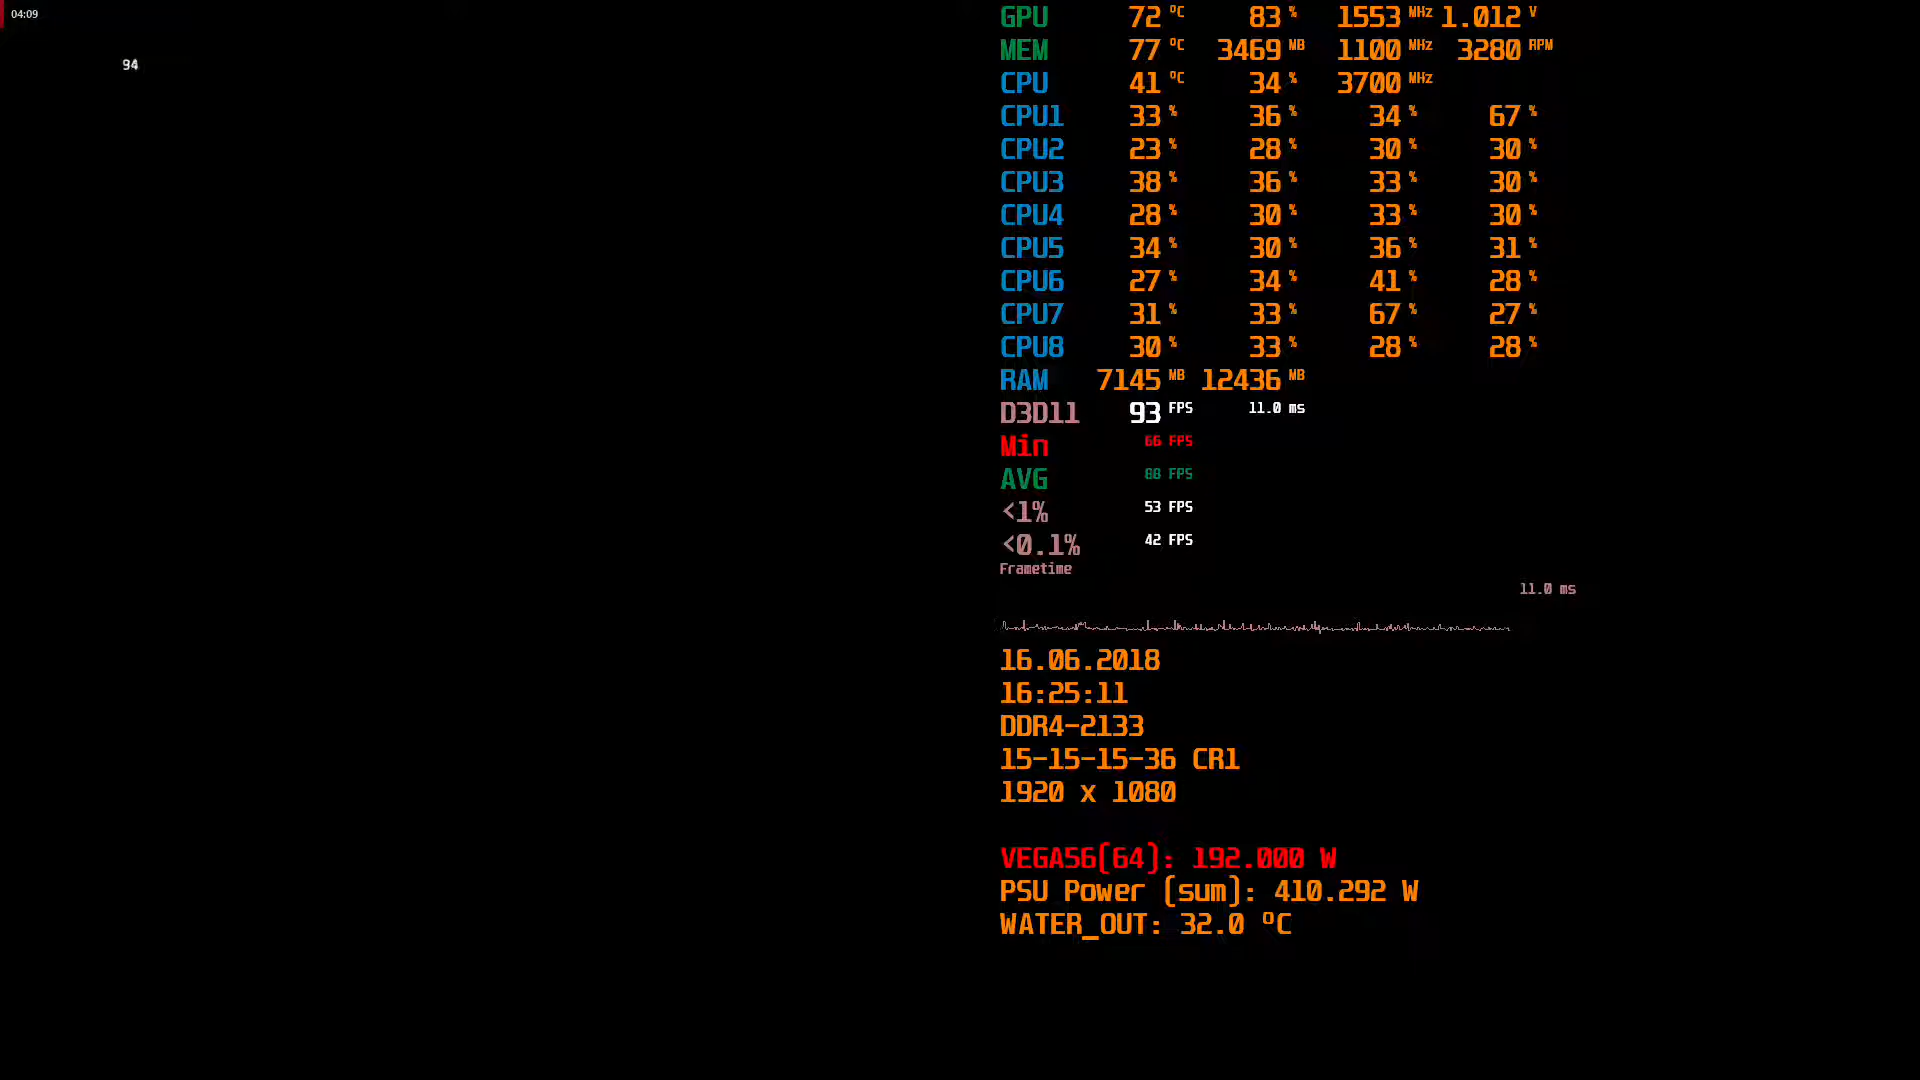 04:09
94
GPU 72 °C 83 % 1553 MHz 1.012 V
MEM 77 °C 3469 MB 1100 MHz 3280 RPM
CPU 41 °C 34 % 3700 MHz
CPU1 33 % 36 % 34 % 67 %
CPU2 23 % 28 % 30 % 30 %
CPU3 38 % 36 % 33 % 30 %
CPU4 28 % 30 % 33 % 30 %
CPU5 34 % 30 % 36 % 31 %
CPU6 27 % 34 % 41 % 28 %
CPU7 31 % 33 % 67 % 27 %
CPU8 30 % 33 % 28 % 28 %
RAM 7145 MB 12436 MB
D3D11 93 FPS 11.0 ms
Min 66 FPS
AVG 88 FPS
<1% 53 FPS
<0.1% 42 FPS
Frametime
11.0 ms
16.06.2018
16:25:11
DDR4-2133
15-15-15-36 CR1
1920 x 1080
VEGA56(64): 192.000 W
PSU Power (sum): 410.292 W
WATER_OUT: 32.0 °C